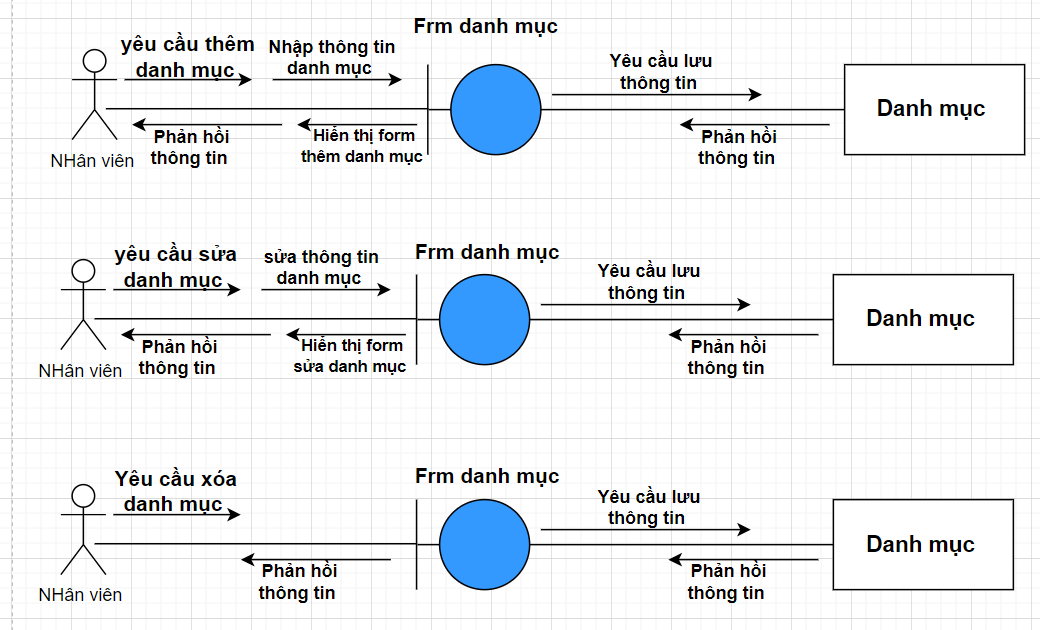 Frm danh mục
yêu cầu thêm
danh mục
Nhập thông tin
danh mục
Yêu cầu lưu
thông tin
Danh mục
Phản hồi
thông tin
Hiển thị form
thêm danh mục
Phản hồi
thông tin
NHân viên
Frm danh mục
yêu cầu sửa
danh mục
sửa thông tin
danh mục
Yêu cầu lưu
thông tin
Danh mục
Phản hồi
thông tin
Hiển thị form
sửa danh mục
Phản hồi
thông tin
NHân viên
Frm danh mục
Yêu cầu xóa
danh mục
Yêu cầu lưu
thông tin
Danh mục
Phản hồi
thông tin
Phản hồi
thông tin
NHân viên